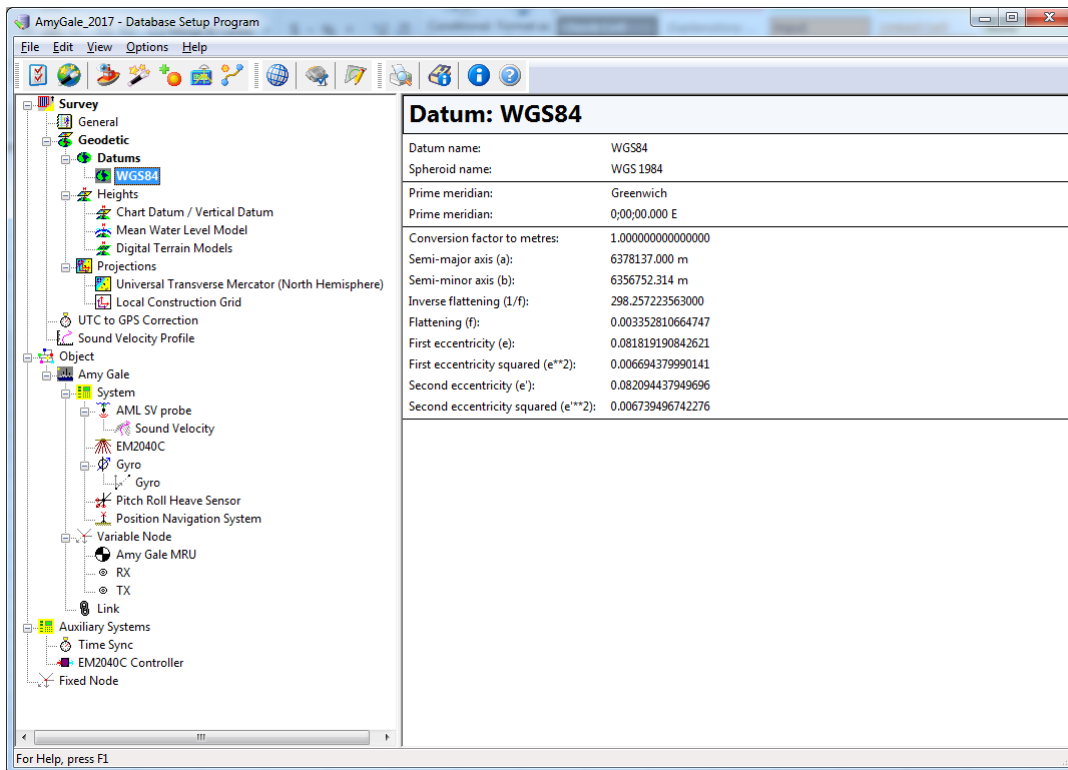 AmyGale_2017 - Database Setup Program
File Edit View Options Help
Survey
General
Geodetic
Datums
WGS84
Heights
Chart Datum / Vertical Datum
Mean Water Level Model
Digital Terrain Models
Projections
Universal Transverse Mercator (North Hemisphere)
Local Construction Grid
UTC to GPS Correction
Sound Velocity Profile
Object
Amy Gale
System
AML SV probe
Sound Velocity
EM2040C
Gyro
Gyro
Pitch Roll Heave Sensor
Position Navigation System
Variable Node
Amy Gale MRU
RX
TX
Link
Auxiliary Systems
Time Sync
EM2040C Controller
Fixed Node
Datum: WGS84
Datum name: WGS84
Spheroid name: WGS 1984
Prime meridian: Greenwich
Prime meridian: 0;00;00.000 E
Conversion factor to metres: 1.000000000000000
Semi-major axis (a): 6378137.000 m
Semi-minor axis (b): 6356752.314 m
Inverse flattening (1/f): 298.257223563000
Flattening (f): 0.003352810664747
First eccentricity (e): 0.081819190842621
First eccentricity squared (e**2): 0.006694379990141
Second eccentricity (e'): 0.082094437949696
Second eccentricity squared (e'**2): 0.006739496742276
For Help, press F1